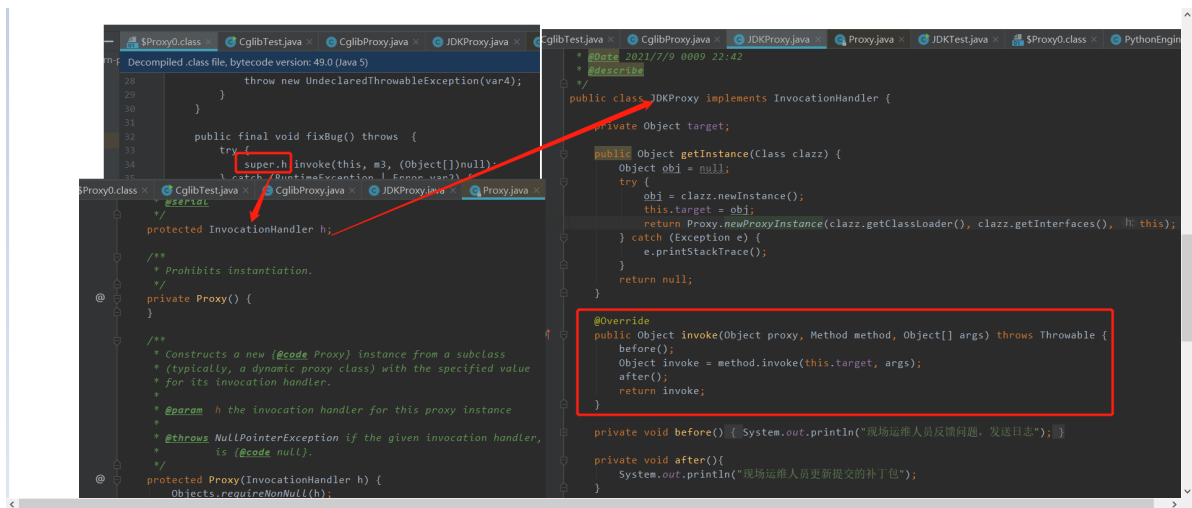 $Proxy0.class × CglibTest.java × CglibProxy.java × JDKProxy.java ×
Decompiled .class file, bytecode version: 49.0 (Java 5)
28 throw new UndeclaredThrowableException(var4);
29 }
30 }
31
32 public final void fixBug() throws {
33 try {
34 super.h.invoke(this, m3, (Object[])null);
35 } catch (RuntimeException | Error var2) {
$Proxy0.class × CglibTest.java × CglibProxy.java × JDKProxy.java × Proxy.java ×
* @serial
*/
protected InvocationHandler h;
/**
* Prohibits instantiation.
*/
@ private Proxy() {
}
/**
* Constructs a new {@code Proxy} instance from a subclass
* (typically, a dynamic proxy class) with the specified value
* for its invocation handler.
*
* @param h the invocation handler for this proxy instance
*
* @throws NullPointerException if the given invocation handler,
* is {@code null}.
*/
@ protected Proxy(InvocationHandler h) {
Objects.requireNonNull(h);
CglibTest.java × CglibProxy.java × JDKProxy.java × Proxy.java × JDKTest.java × $Proxy0.class × PythonEngin
* @Date 2021/7/9 0009 22:42
* @describe
*/
public class JDKProxy implements InvocationHandler {
private Object target;
public Object getInstance(Class clazz) {
Object obj = null;
try {
obj = clazz.newInstance();
this.target = obj;
return Proxy.newProxyInstance(clazz.getClassLoader(), clazz.getInterfaces(), h: this);
} catch (Exception e) {
e.printStackTrace();
}
return null;
}
@Override
public Object invoke(Object proxy, Method method, Object[] args) throws Throwable {
before();
Object invoke = method.invoke(this.target, args);
after();
return invoke;
}
private void before() { System.out.println("现场运维人员反馈问题，发送日志"); }
private void after(){
System.out.println("现场运维人员更新提交的补丁包");
}